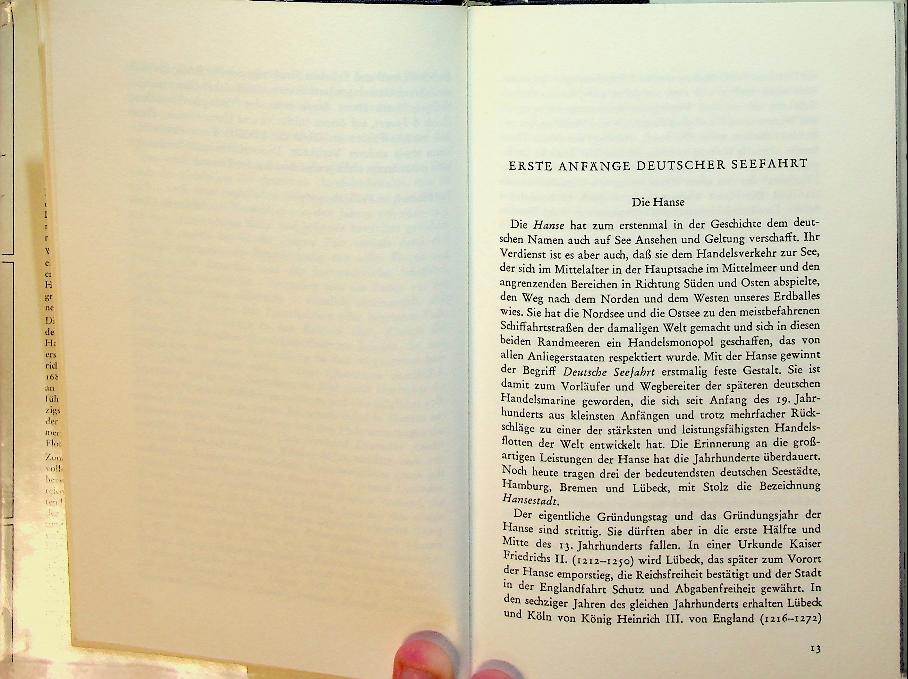 ERSTE ANFÄNGE DEUTSCHER SEEFAHRT
Die Hanse
Die Hanse hat zum erstenmal in der Geschichte dem deut-
schen Namen auch auf See Ansehen und Geltung verschafft. Ihr
Verdienst ist es aber auch, daß sie dem Handelsverkehr zur See,
der sich im Mittelalter in der Hauptsache im Mittelmeer und den
angrenzenden Bereichen in Richtung Süden und Osten abspielte,
den Weg nach dem Norden und dem Westen unseres Erdballes
wies. Sie hat die Nordsee und die Ostsee zu den meistbefahrenen
Schiffahrtstraßen der damaligen Welt gemacht und sich in diesen
beiden Randmeeren ein Handelsmonopol geschaffen, das von
allen Anliegerstaaten respektiert wurde. Mit der Hanse gewinnt
der Begriff Deutsche Seefahrt erstmalig feste Gestalt. Sie ist
damit zum Vorläufer und Wegbereiter der späteren deutschen
Handelsmarine geworden, die sich seit Anfang des 19. Jahr-
hunderts aus kleinsten Anfängen und trotz mehrfacher Rück-
schläge zu einer der stärksten und leistungsfähigsten Handels-
flotten der Welt entwickelt hat. Die Erinnerung an die groß-
artigen Leistungen der Hanse hat die Jahrhunderte überdauert.
Noch heute tragen drei der bedeutendsten deutschen Seestädte,
Hamburg, Bremen und Lübeck, mit Stolz die Bezeichnung
Hansestadt.
Der eigentliche Gründungstag und das Gründungsjahr der
Hanse sind strittig. Sie dürften aber in die erste Hälfte und
Mitte des 13. Jahrhunderts fallen. In einer Urkunde Kaiser
Friedrichs II. (1212–1250) wird Lübeck, das später zum Vorort
der Hanse emporstieg, die Reichsfreiheit bestätigt und der Stadt
in der Englandfahrt Schutz und Abgabenfreiheit gewährt. In
den sechziger Jahren des gleichen Jahrhunderts erhalten Lübeck
und Köln von König Heinrich III. von England (1216–1272)
13